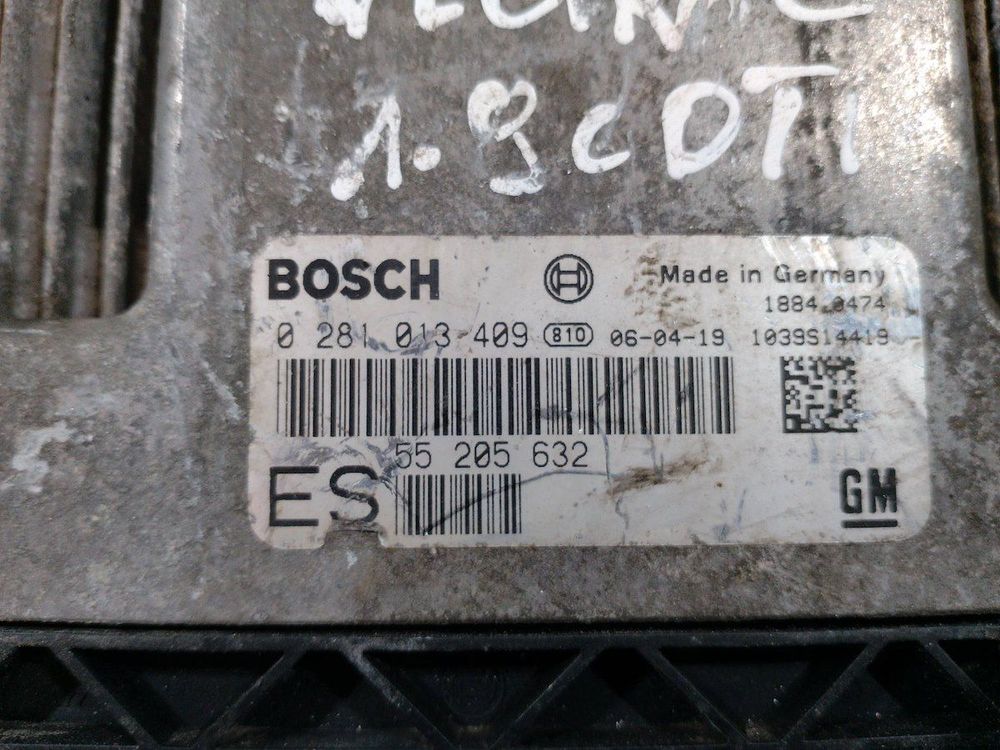 1.9 CDTI
BOSCH
Made in Germany
1884 0474
0 281 013 409 810 06-04-19 1039S14419
55 205 632
ES
GM